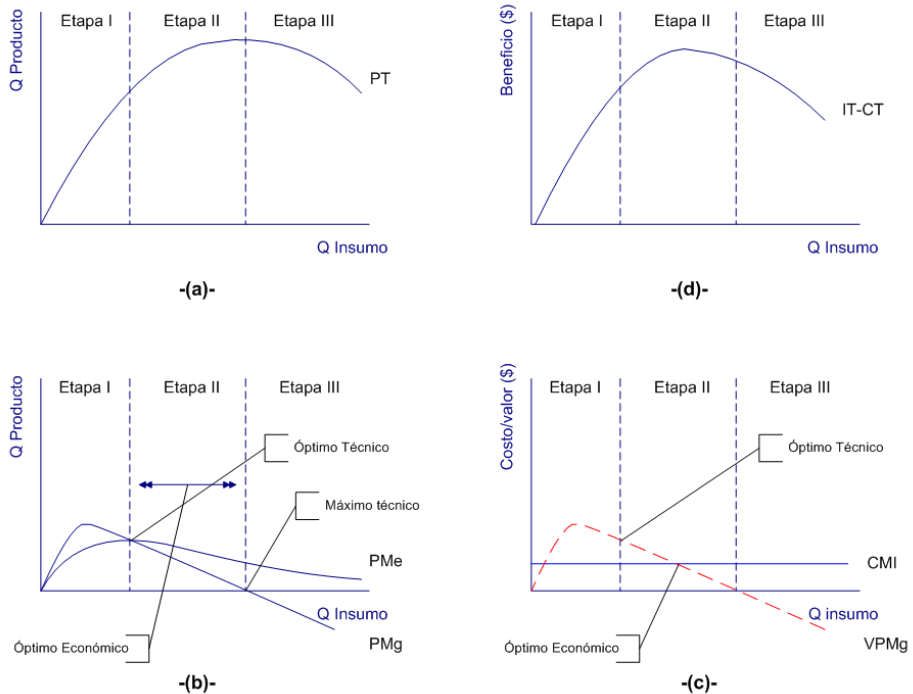 Q Producto
Etapa I
Etapa II
Etapa III
PT
Q Insumo
-(a)-
Beneficio ($)
Etapa I
Etapa II
Etapa III
IT-CT
Q Insumo
-(d)-
Q Producto
Etapa I
Etapa II
Etapa III
Óptimo Técnico
Máximo técnico
PMe
Q Insumo
Óptimo Económico
PMg
-(b)-
Costo/valor ($)
Etapa I
Etapa II
Etapa III
Óptimo Técnico
CMI
Q insumo
Óptimo Económico
VPMg
-(c)-